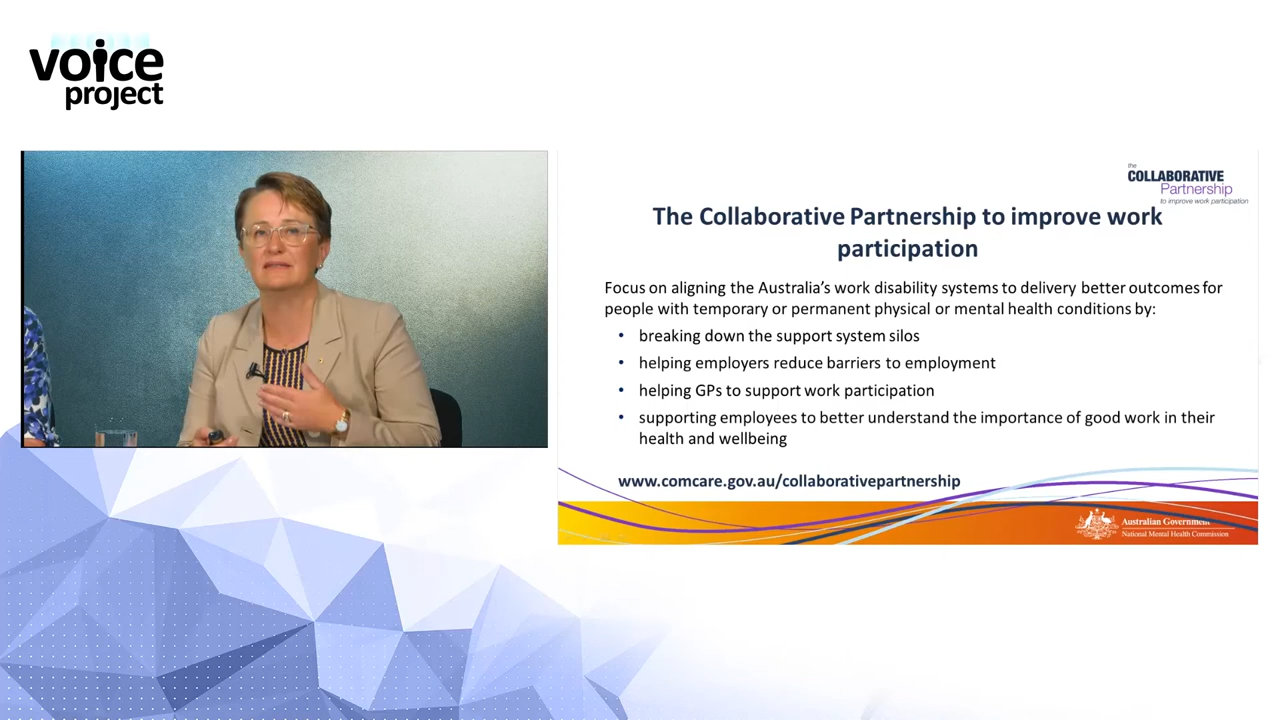 voice
project
the
COLLABORATIVE
Partnership
to improve work participation
The Collaborative Partnership to improve work
participation
Focus on aligning the Australia's work disability systems to delivery better outcomes for
people with temporary or permanent physical or mental health conditions by:
• breaking down the support system silos
• helping employers reduce barriers to employment
• helping GPs to support work participation
• supporting employees to better understand the importance of good work in their
health and wellbeing
www.comcare.gov.au/collaborativepartnership
Australian Government
National Mental Health Commission